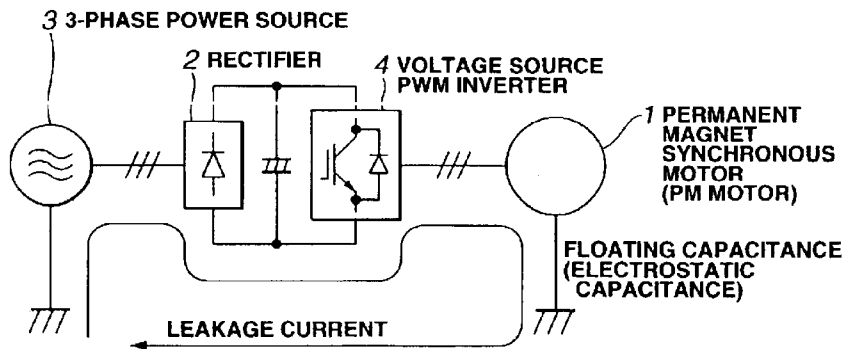 3 3-PHASE POWER SOURCE
2 RECTIFIER
4 VOLTAGE SOURCE
PWM INVERTER
1 PERMANENT
MAGNET
SYNCHRONOUS
MOTOR
(PM MOTOR)
FLOATING CAPACITANCE
(ELECTROSTATIC
CAPACITANCE)
LEAKAGE CURRENT